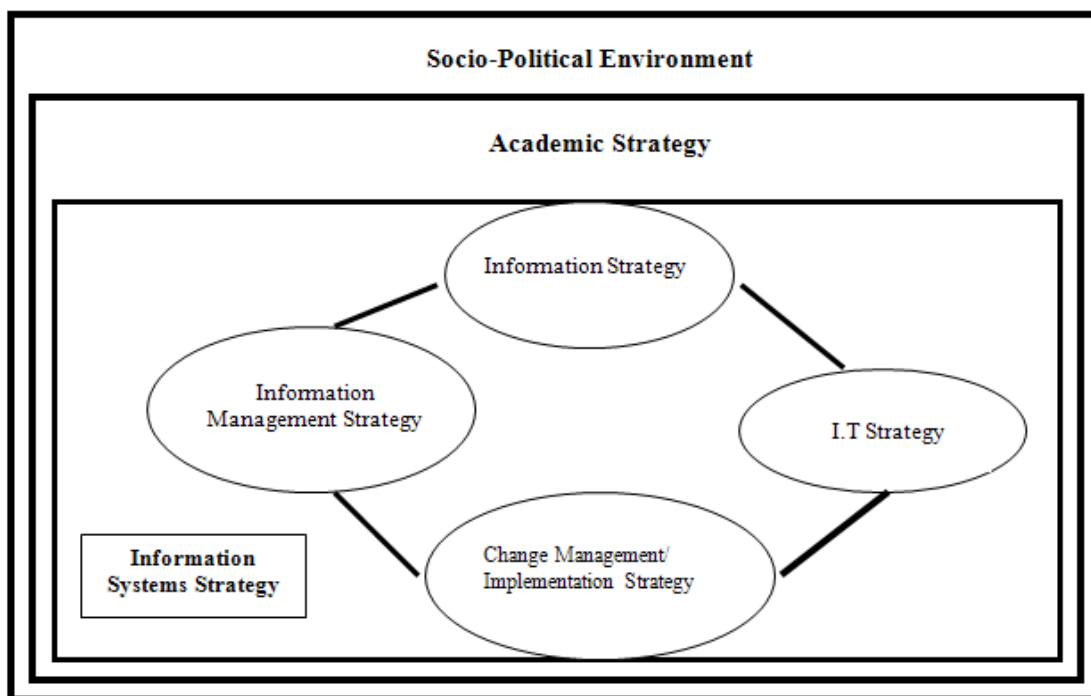 Socio-Political Environment
Academic Strategy
Information Strategy
Information
Management Strategy
I.T Strategy
Change Management/
Implementation Strategy
Information
Systems Strategy